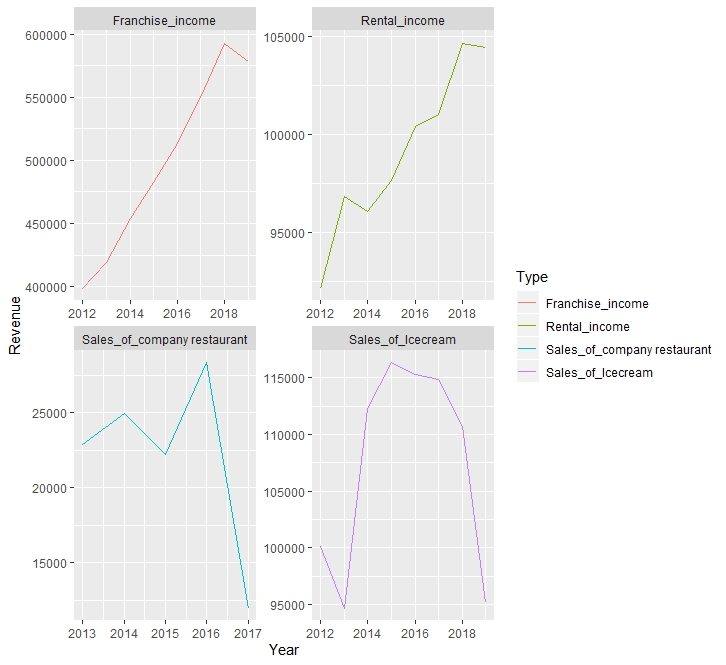 Franchise_income
Rental_income
600000
550000
500000
450000
400000
105000
100000
95000
2012 2014 2016 2018
2012 2014 2016 2018
Revenue
Sales_of_company restaurant
Sales_of_Icecream
25000
20000
15000
115000
110000
105000
100000
95000
2013 2014 2015 2016 2017
2012 2014 2016 2018
Year
Type
Franchise_income
Rental_income
Sales_of_company restaurant
Sales_of_Icecream